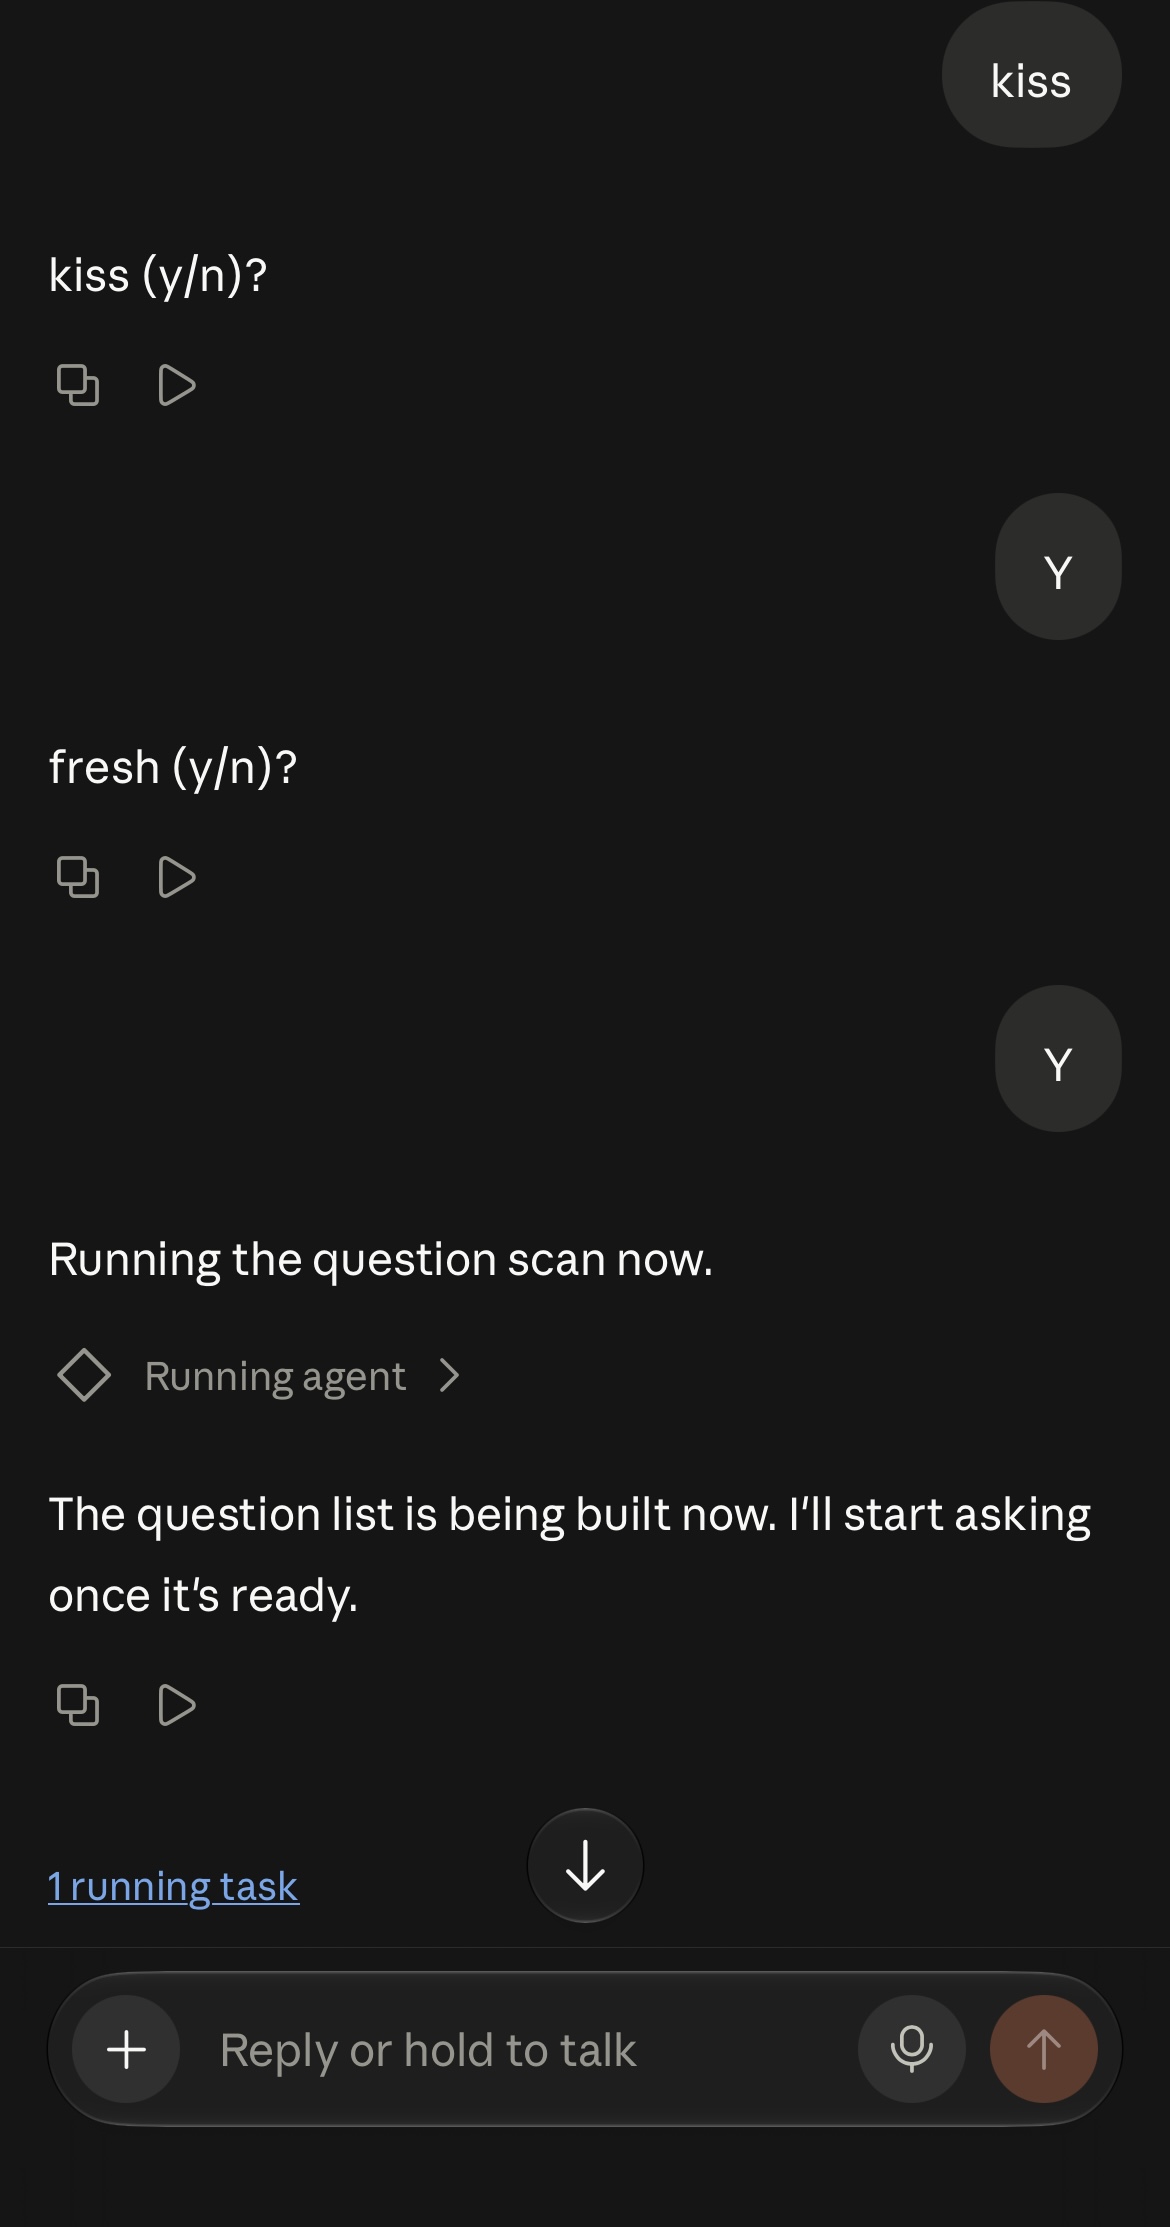 kiss
kiss (y/n)?
Y
fresh (y/n)?
Y
Running the question scan now.
Running agent
The question list is being built now. I'll start asking
once it's ready.
1 running task
Reply or hold to talk